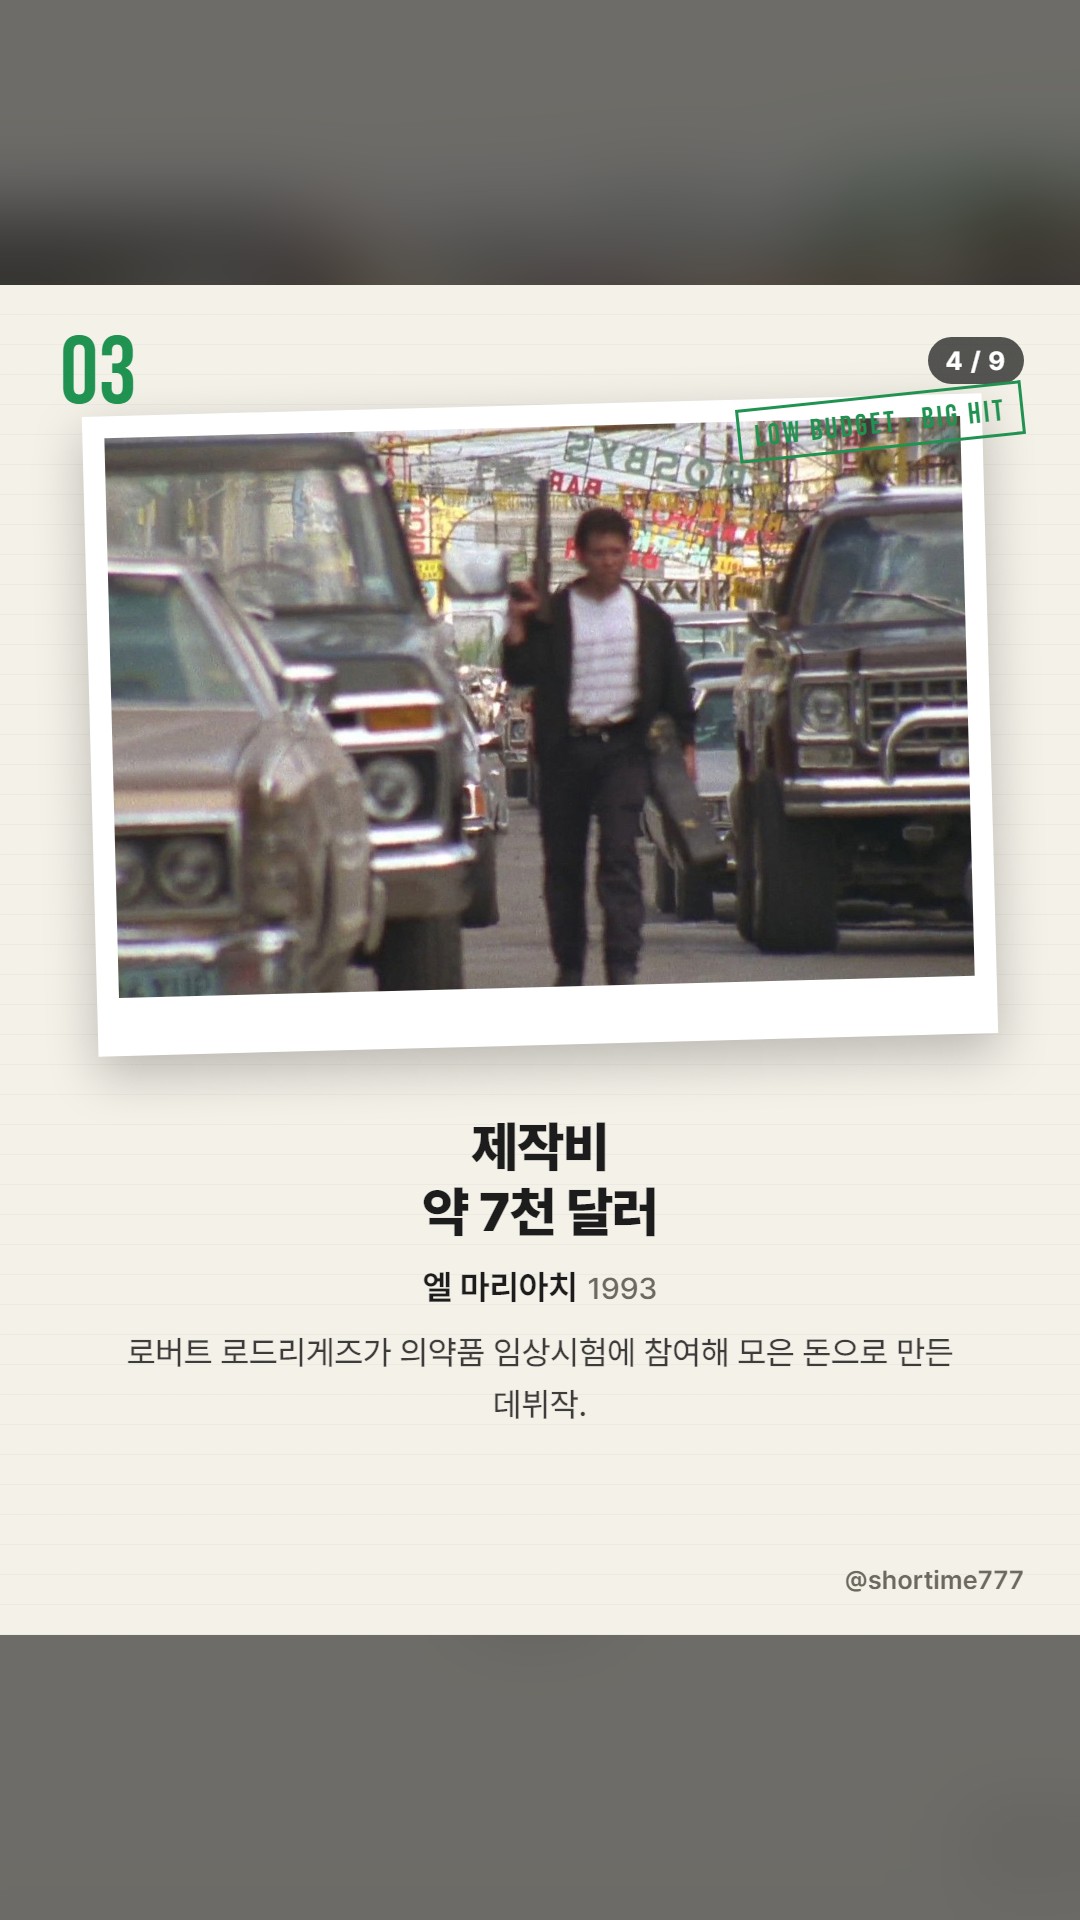 03
4 / 9
LOW BUDGET BIG HIT
BAR
제작비
약 7천 달러
엘 마리아치 1993
로버트 로드리게즈가 의약품 임상시험에 참여해 모은 돈으로 만든
데뷔작.
@shortime777